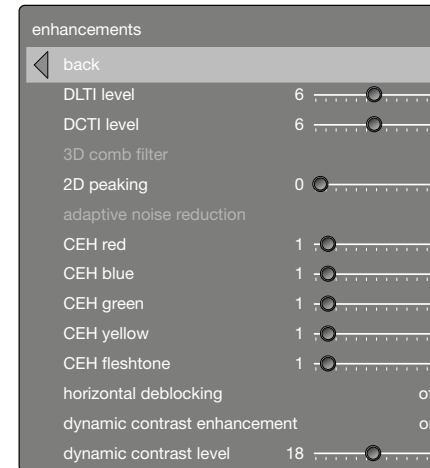 enhancements
back
DLTI level 6
DCTI level 6
3D comb filter
2D peaking 0
adaptive noise reduction
CEH red 1
CEH blue 1
CEH green 1
CEH yellow 1
CEH fleshtone 1
horizontal deblocking
dynamic contrast enhancement
dynamic contrast level 18